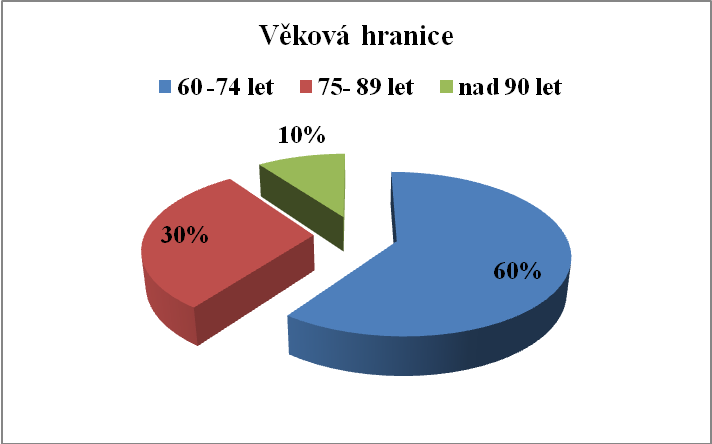 Věková hranice
60 -74 let 75- 89 let nad 90 let
10%
30%
60%